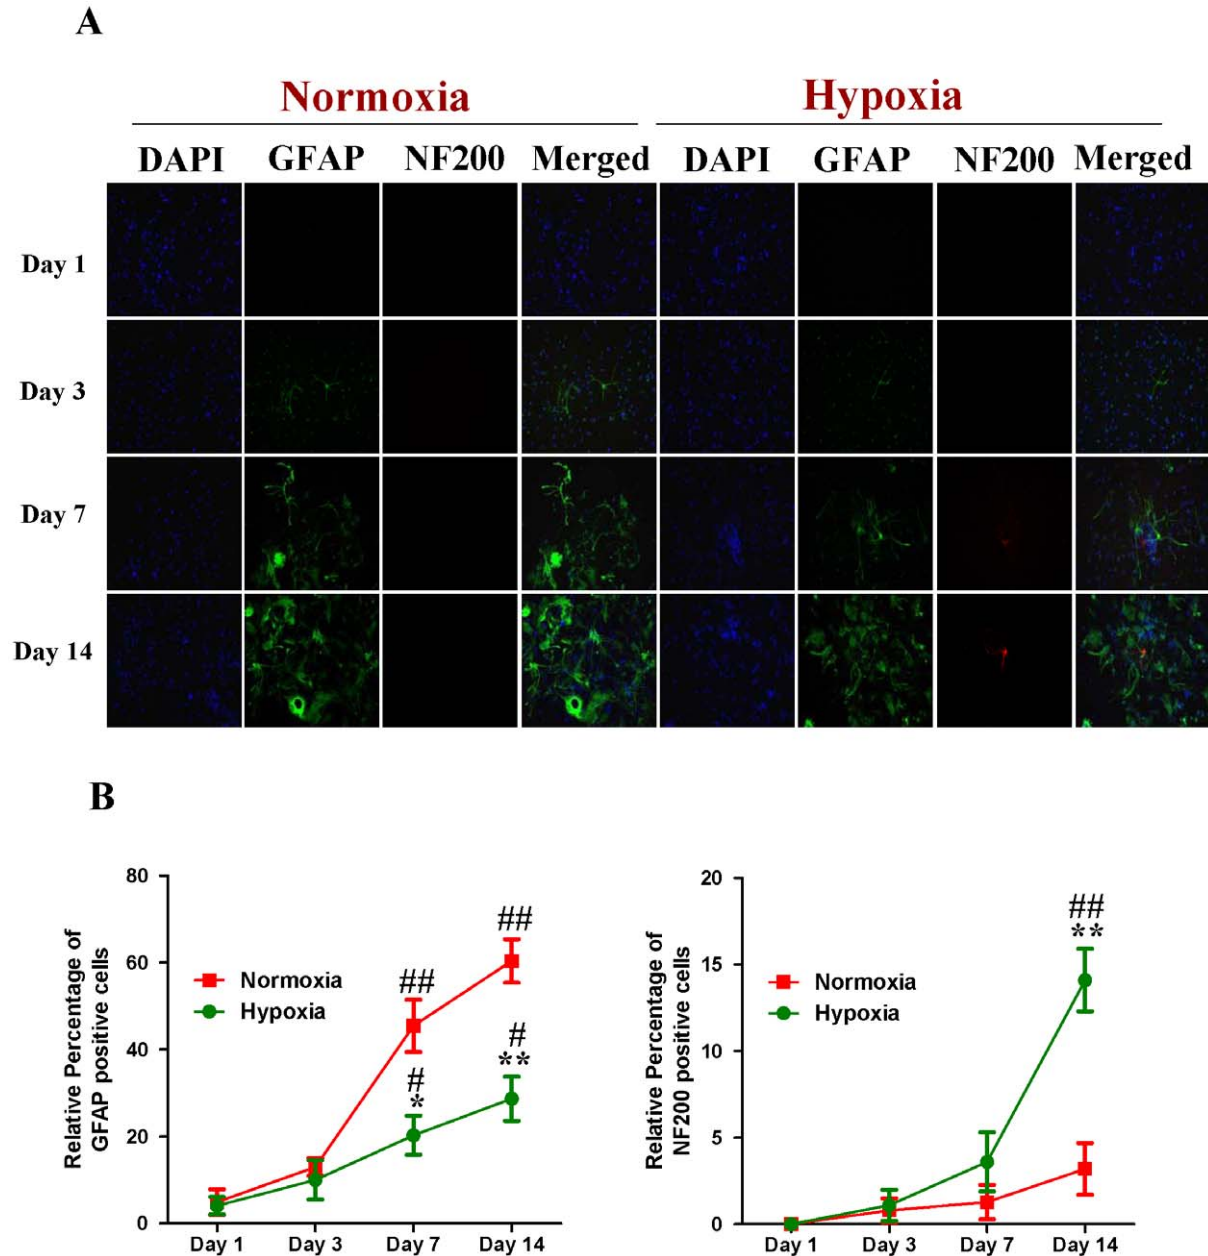 A
Normoxia Hypoxia
DAPI GFAP NF200 Merged DAPI GFAP NF200 Merged
Day 1
Day 3
Day 7
Day 14
B
Relative Percentage of
GFAP positive cells
80
60
40
20
0
Normoxia
Hypoxia
##
##
#
*
#
**
Day 1 Day 3 Day 7 Day 14
Relative Percentage of
NF200 positive cells
20
15
10
5
0
Normoxia
Hypoxia
##
**
Day 1 Day 3 Day 7 Day 14